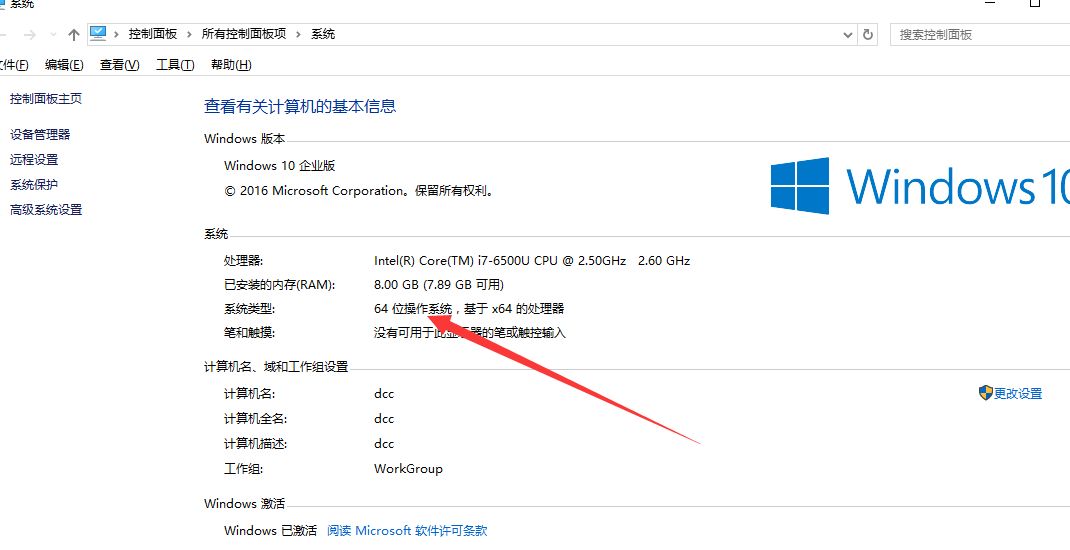 系统
控制面板 › 所有控制面板项 › 系统
搜索控制面板
文件(F) 编辑(E) 查看(V) 工具(T) 帮助(H)
控制面板主页
设备管理器
远程设置
系统保护
高级系统设置
查看有关计算机的基本信息
Windows 版本
Windows 10 企业版
© 2016 Microsoft Corporation。保留所有权利。
Windows 10
系统
处理器: Intel(R) Core(TM) i7-6500U CPU @ 2.50GHz 2.60 GHz
已安装的内存(RAM): 8.00 GB (7.89 GB 可用)
系统类型: 64 位操作系统，基于 x64 的处理器
笔和触摸: 没有可用于此显示器的笔或触控输入
计算机名、域和工作组设置
计算机名: dcc
更改设置
计算机全名: dcc
计算机描述: dcc
工作组: WorkGroup
Windows 激活
Windows 已激活 阅读 Microsoft 软件许可条款